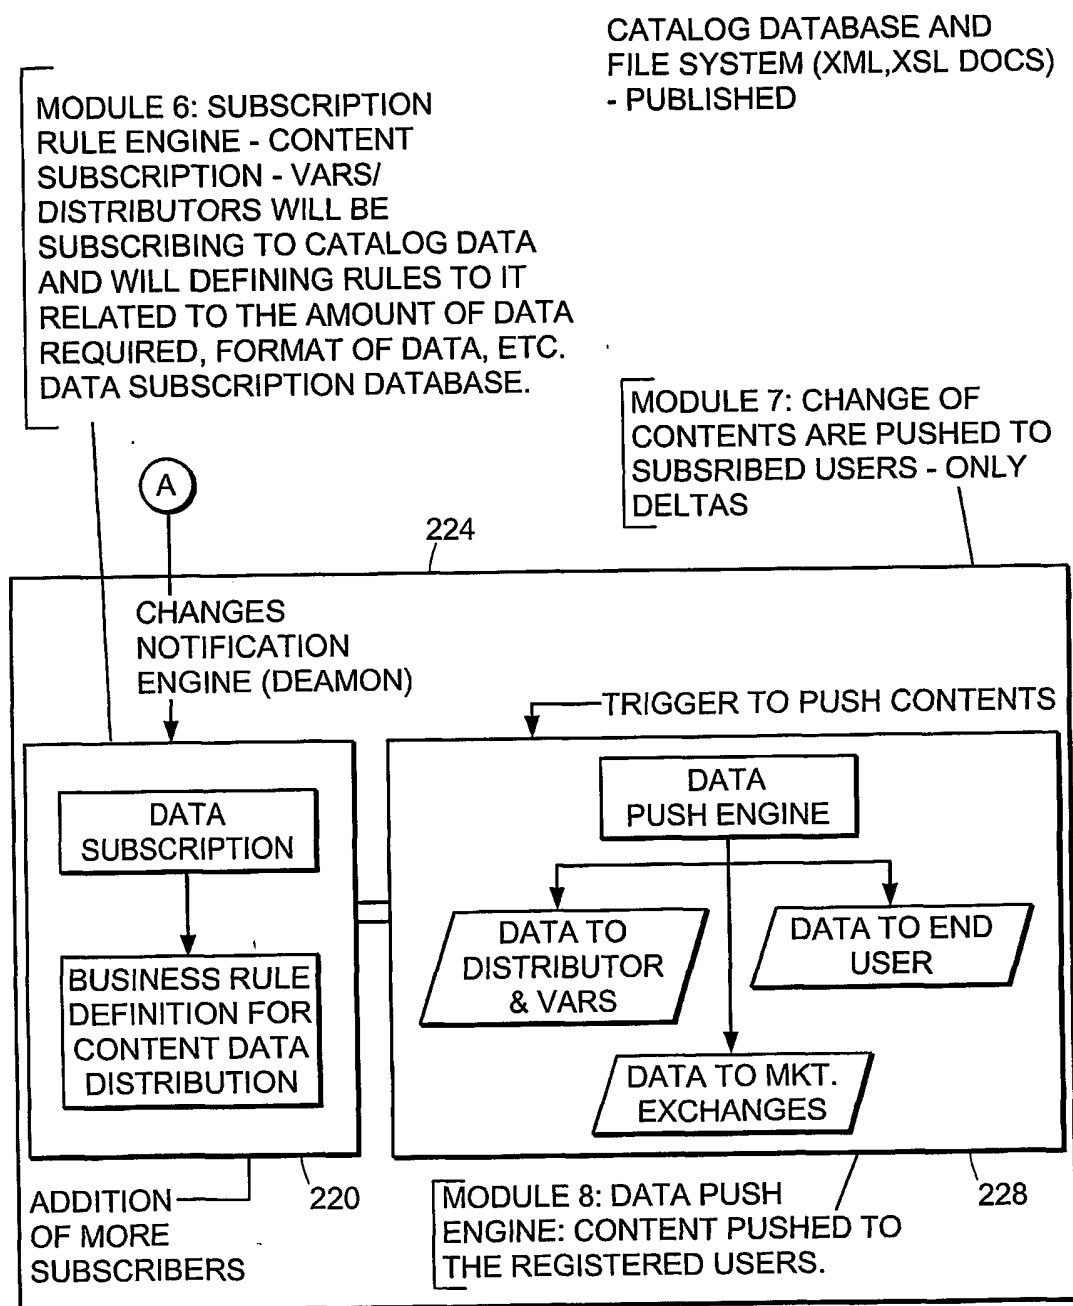 CATALOG DATABASE AND
FILE SYSTEM (XML,XSL DOCS)
- PUBLISHED
MODULE 6: SUBSCRIPTION
RULE ENGINE - CONTENT
SUBSCRIPTION - VARS/
DISTRIBUTORS WILL BE
SUBSCRIBING TO CATALOG DATA
AND WILL DEFINING RULES TO IT
RELATED TO THE AMOUNT OF DATA
REQUIRED, FORMAT OF DATA, ETC.
DATA SUBSCRIPTION DATABASE.
MODULE 7: CHANGE OF
CONTENTS ARE PUSHED TO
SUBSRIBED USERS - ONLY
DELTAS
A
224
CHANGES
NOTIFICATION
ENGINE (DEAMON)
TRIGGER TO PUSH CONTENTS
DATA
SUBSCRIPTION
BUSINESS RULE
DEFINITION FOR
CONTENT DATA
DISTRIBUTION
DATA
PUSH ENGINE
DATA TO
DISTRIBUTOR
& VARS
DATA TO END
USER
DATA TO MKT.
EXCHANGES
ADDITION
OF MORE
SUBSCRIBERS
220
MODULE 8: DATA PUSH
ENGINE: CONTENT PUSHED TO
THE REGISTERED USERS.
228